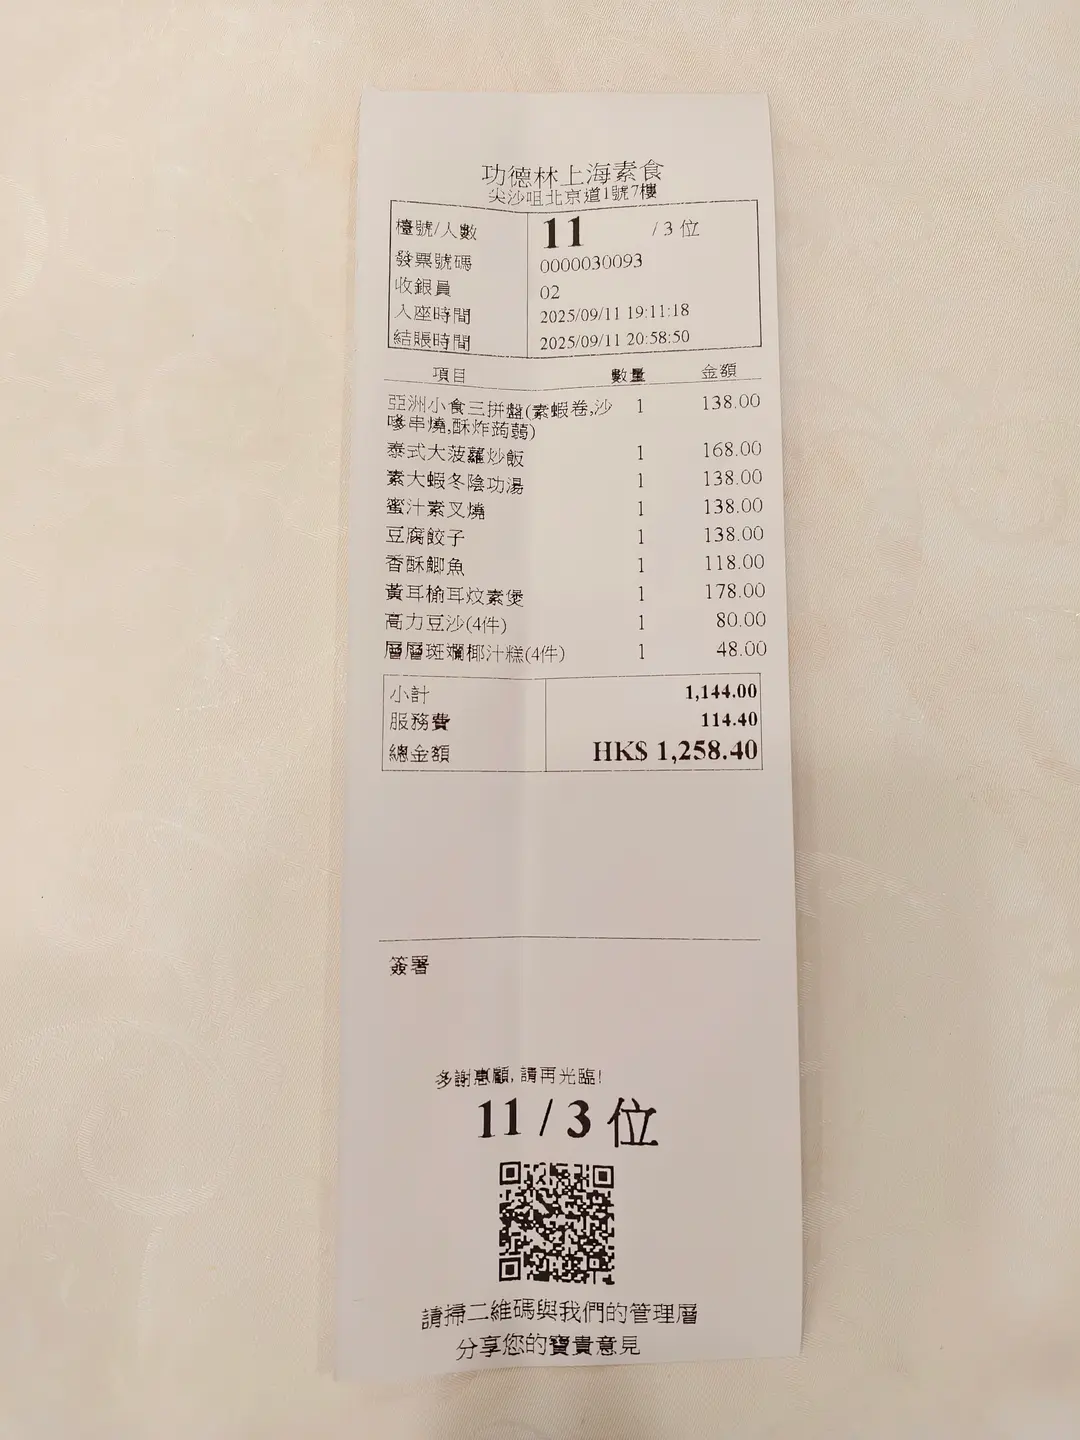 功德林上海素食
尖沙咀北京道1號7樓
檯號/人數 11 /3 位
發票號碼 0000030093
收銀員 02
入座時間 2025/09/11 19:11:18
結賬時間 2025/09/11 20:58:50
項目 數量 金額
亞洲小食三拼盤(素蝦卷,沙 1 138.00
嗲串燒,酥炸蒟蒻)
泰式大菠蘿炒飯 1 168.00
素大蝦冬陰功湯 1 138.00
蜜汁素叉燒 1 138.00
豆腐餃子 1 138.00
香酥鯽魚 1 118.00
黃耳榆耳炆素煲 1 178.00
高力豆沙(4件) 1 80.00
層層斑斕椰汁糕(4件) 1 48.00
小計 1,144.00
服務費 114.40
總金額 HK$ 1,258.40
簽署
多謝惠顧, 請再光臨!
11 / 3 位
請掃二維碼與我們的管理層
分享您的寶貴意見